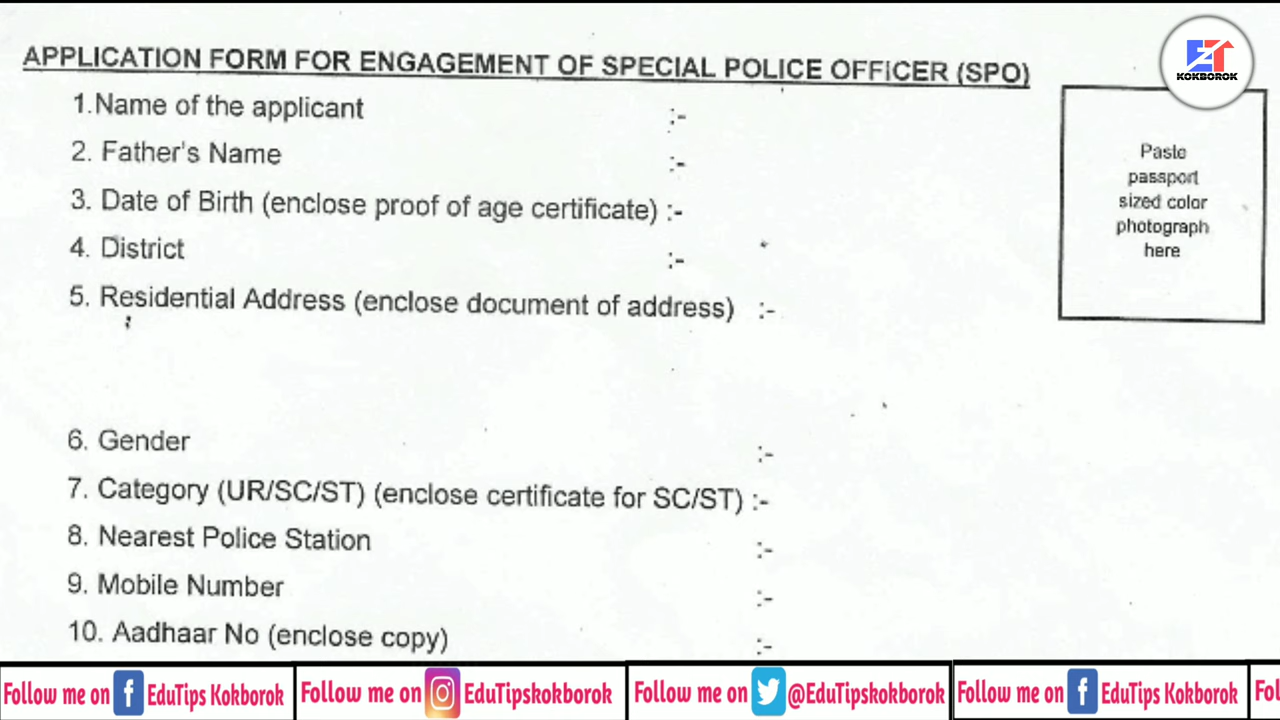 APPLICATION FORM FOR ENGAGEMENT OF SPECIAL POLICE OFFICER (SPO)
ET
KOKBOROK
1.Name of the applicant :-
2. Father's Name :-
3. Date of Birth (enclose proof of age certificate) :-
4. District :-
5. Residential Address (enclose document of address) :-
Paste
passport
sized color
photograph
here
6. Gender :-
7. Category (UR/SC/ST) (enclose certificate for SC/ST) :-
8. Nearest Police Station :-
9. Mobile Number :-
10. Aadhaar No (enclose copy) :-
Follow me on f EduTips Kokborok Follow me on EduTipskokborok Follow me on @EduTipskokborok Follow me on f EduTips Kokborok Fol